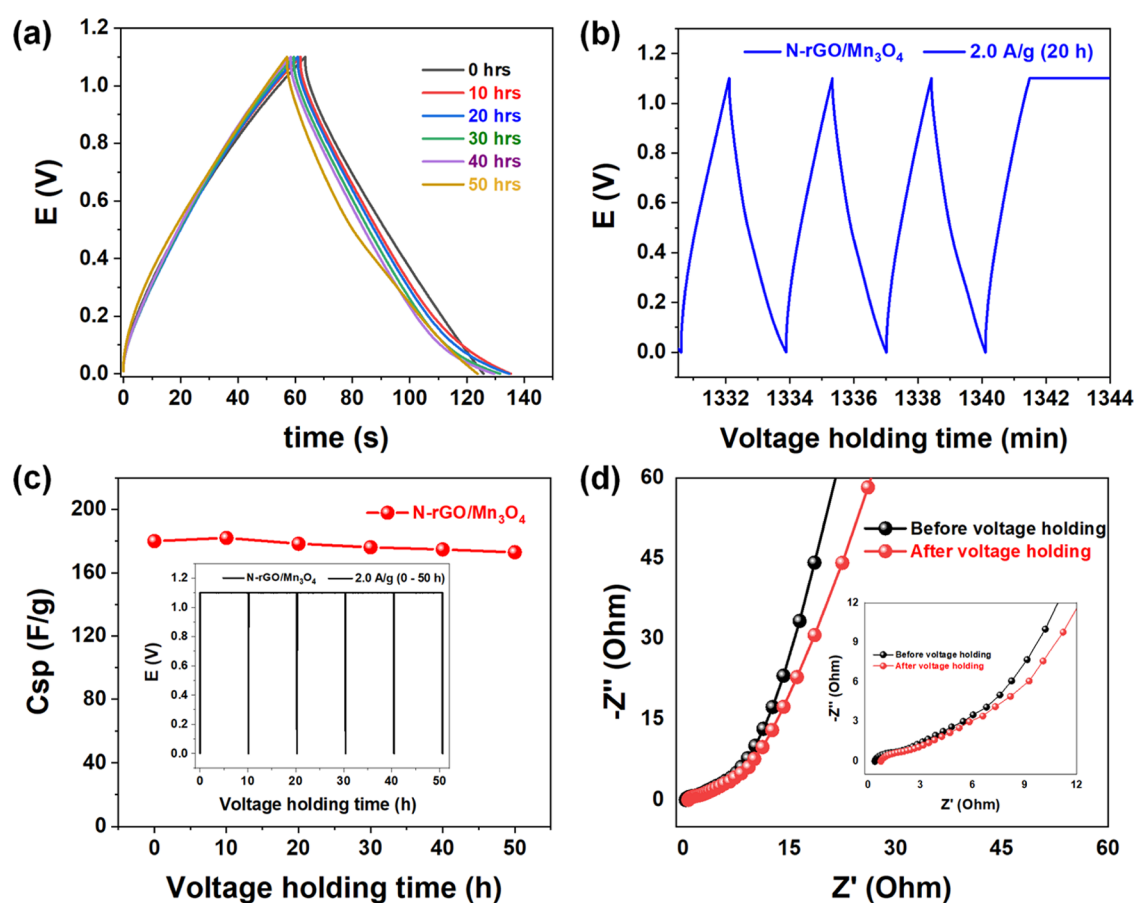 (a)
1.2
1.0
0.8
0.6
0.4
0.2
0.0
E (V)
0 hrs
10 hrs
20 hrs
30 hrs
40 hrs
50 hrs
0 20 40 60 80 100 120 140
time (s)
(b)
N-rGO/Mn₃O₄ 2.0 A/g (20 h)
1.2
1.0
0.8
0.6
0.4
0.2
0.0
E (V)
1332 1334 1336 1338 1340 1342 1344
Voltage holding time (min)
(c)
200
160
120
80
40
0
Csp (F/g)
N-rGO/Mn₃O₄
N-rGO/Mn₃O₄ 2.0 A/g (0 - 50 h)
1.2
1.0
0.8
0.6
0.4
0.2
0.0
E (V)
0 10 20 30 40 50
Voltage holding time (h)
0 10 20 30 40 50
Voltage holding time (h)
(d)
60
45
30
15
0
-Z'' (Ohm)
Before voltage holding
After voltage holding
12
9
6
3
0
-Z'' (Ohm)
Before voltage holding
After voltage holding
0 3 6 9 12
Z' (Ohm)
0 15 30 45 60
Z' (Ohm)